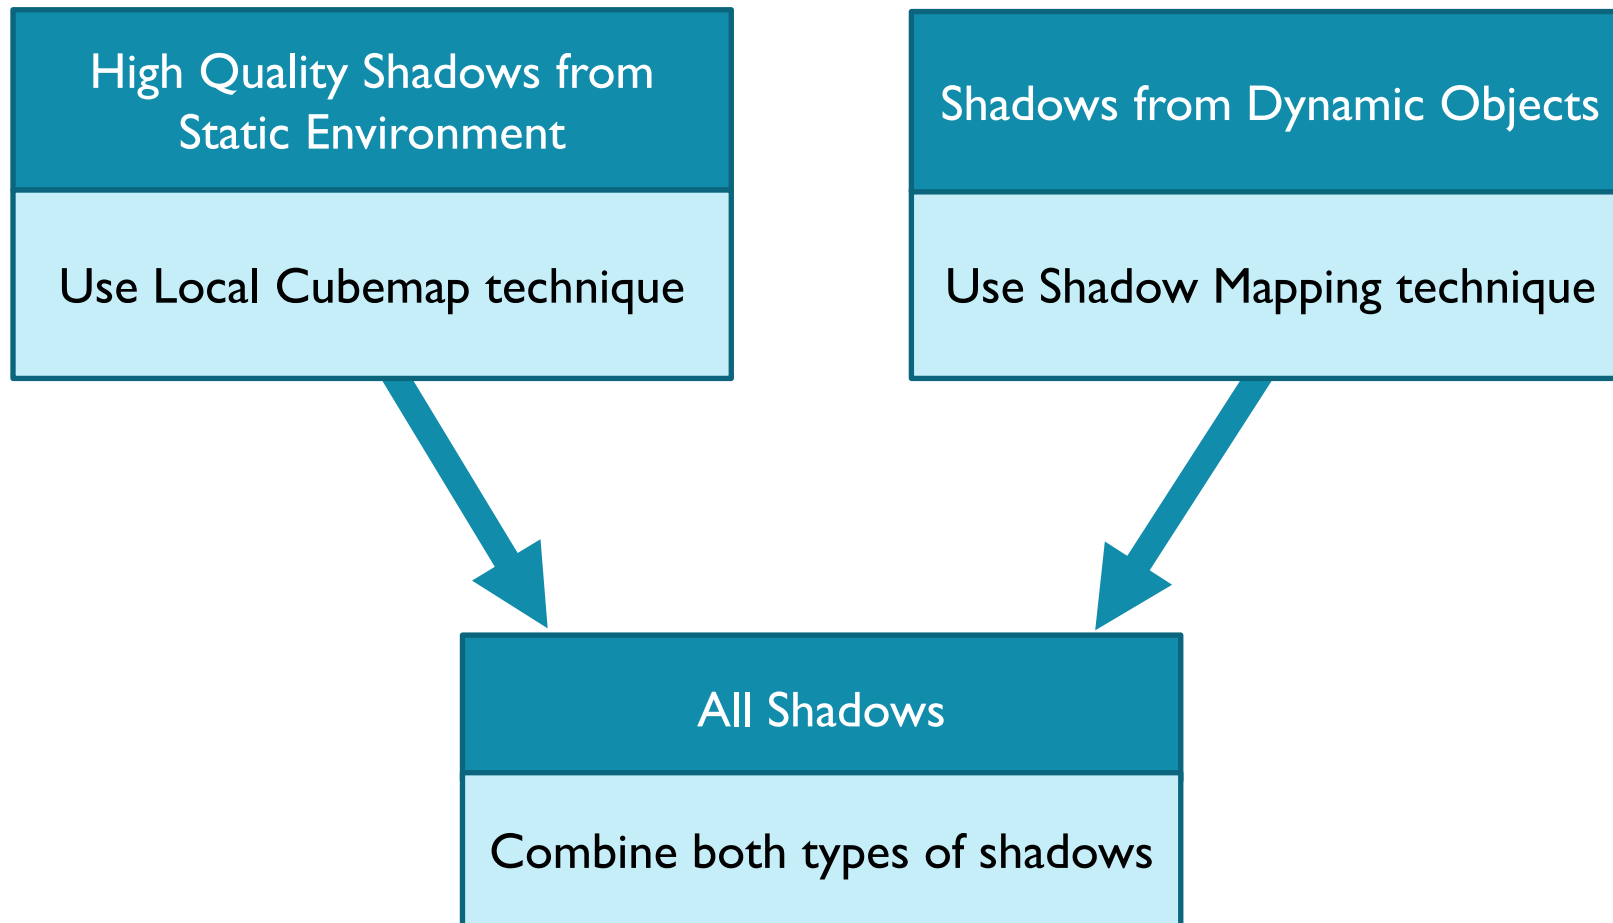 High Quality Shadows from
Static Environment
Use Local Cubemap technique
Shadows from Dynamic Objects
Use Shadow Mapping technique
All Shadows
Combine both types of shadows